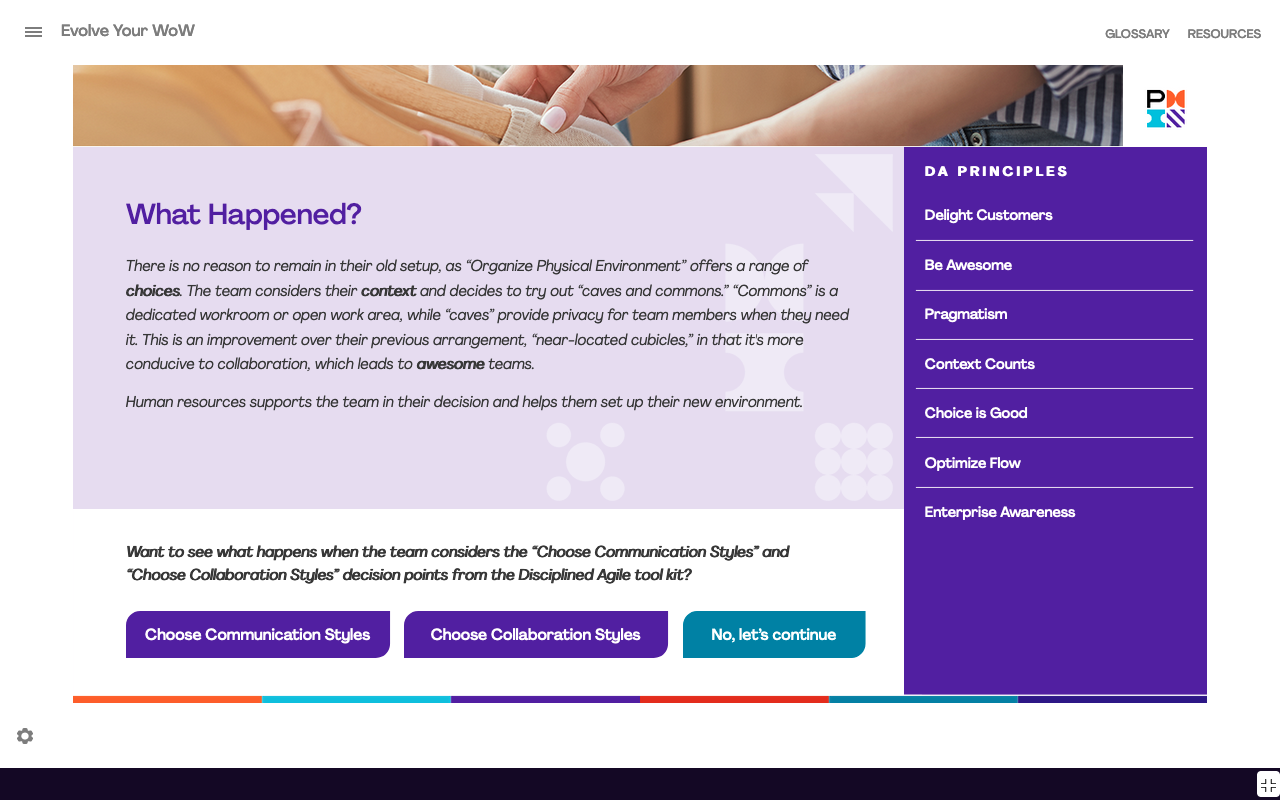 Evolve Your WoW
GLOSSARY
RESOURCES
What Happened?
There is no reason to remain in their old setup, as “Organize Physical Environment” offers a range of
choices. The team considers their context and decides to try out “caves and commons.” “Commons” is a
dedicated workroom or open work area, while “caves” provide privacy for team members when they need
it. This is an improvement over their previous arrangement, “near-located cubicles,” in that it's more
conducive to collaboration, which leads to awesome teams.
Human resources supports the team in their decision and helps them set up their new environment.
Want to see what happens when the team considers the “Choose Communication Styles” and
“Choose Collaboration Styles” decision points from the Disciplined Agile tool kit?
Choose Communication Styles
Choose Collaboration Styles
No, let’s continue
DA PRINCIPLES
Delight Customers
Be Awesome
Pragmatism
Context Counts
Choice is Good
Optimize Flow
Enterprise Awareness